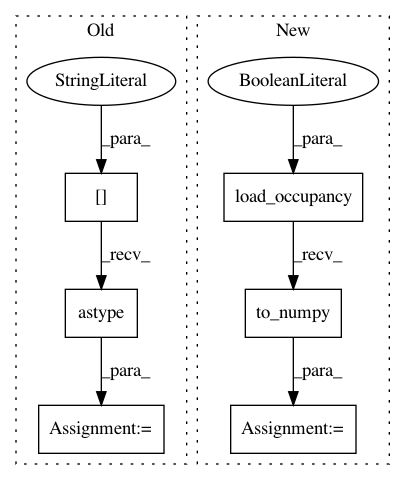 Old
StringLiteral
_para_
[]
_recv_
astype
_para_
Assignment:=
New
BooleanLiteral
_para_
load_occupancy
_recv_
to_numpy
_para_
Assignment:=